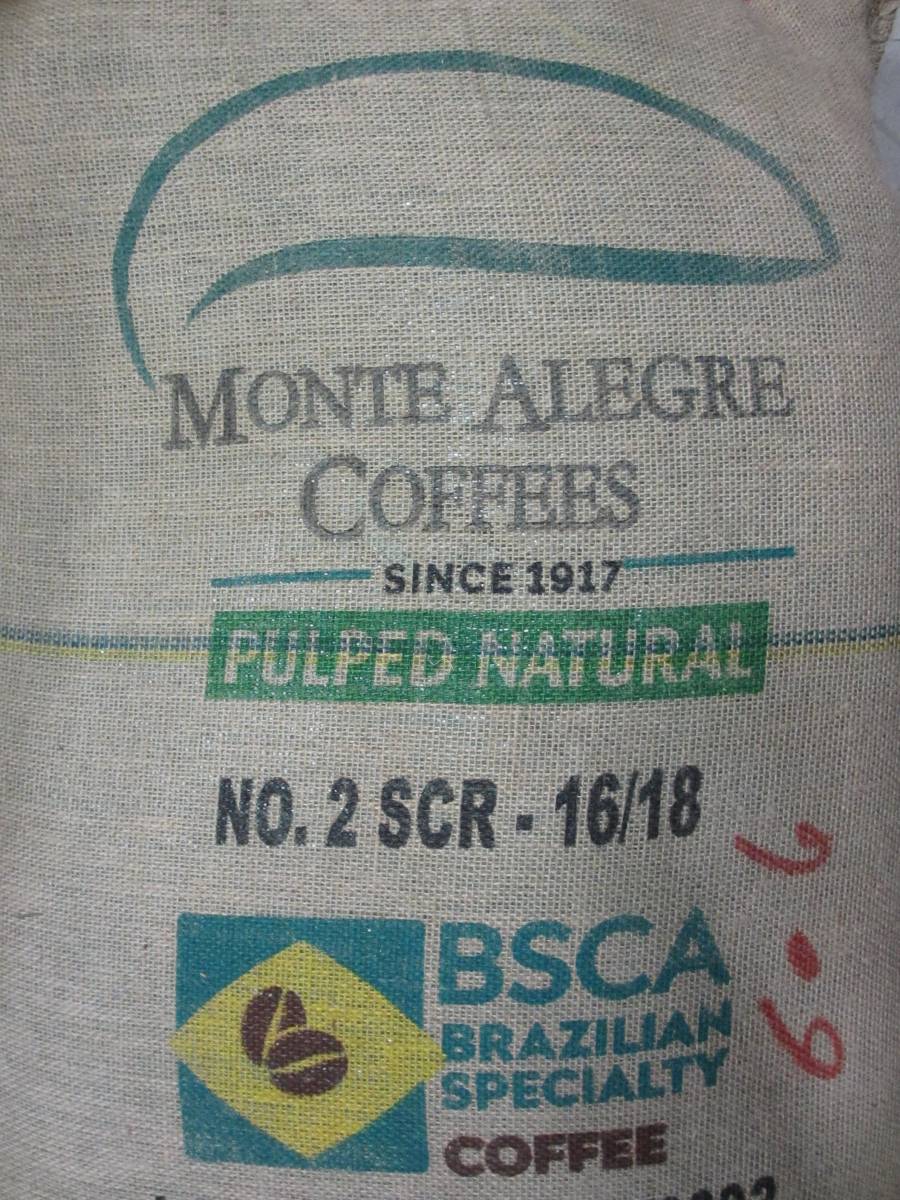 MONTE ALEGRE
COFFEES
SINCE 1917
PULPED NATURAL
NO. 2 SCR - 16/18
BSCA
BRAZILIAN
SPECIALTY
COFFEE